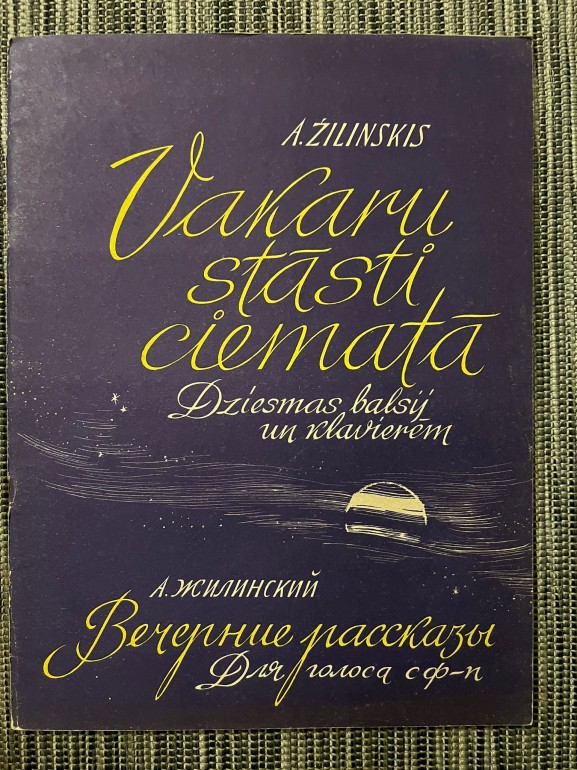 A. ŽILINSKIS
Vakaru
stāsti
ciematā
Dziesmas balsij
un klavierēm
А. ЖИЛИНСКИЙ
Вечерние рассказы
Для голоса с ф-п